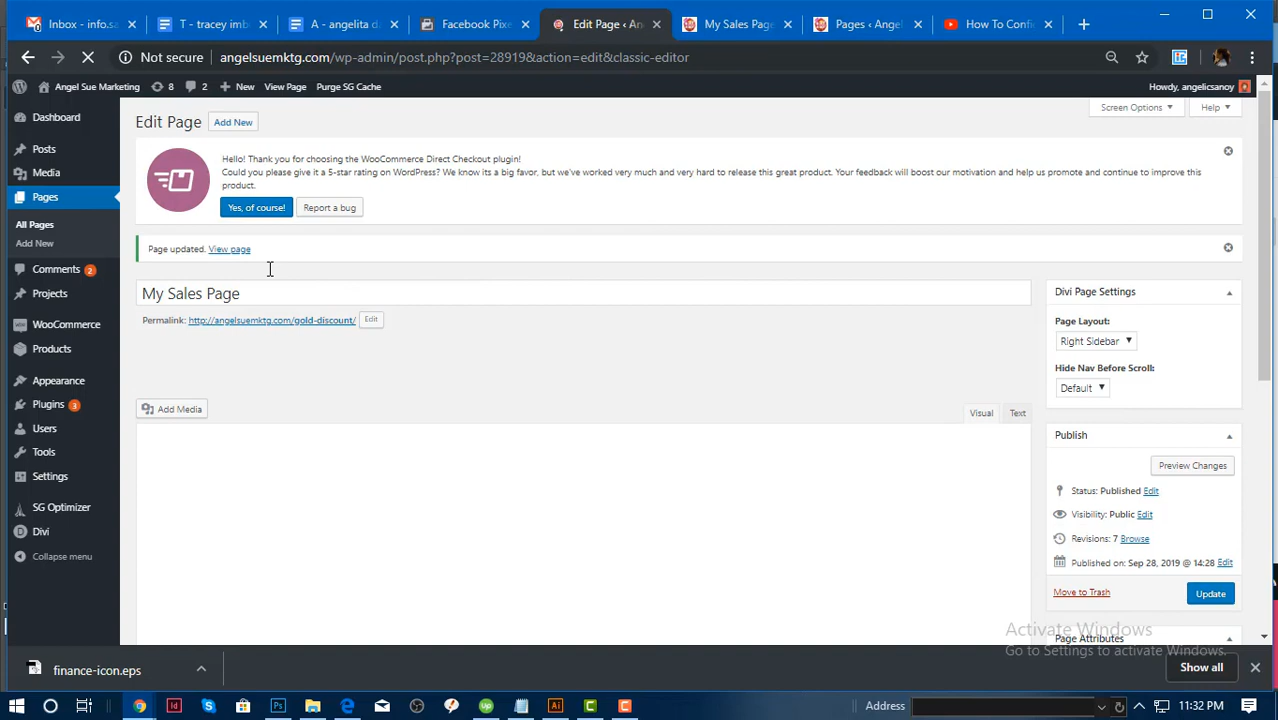 Inbox - info.sa
T - tracey imb
A - angelita d
Facebook Pixe
Edit Page ‹ An
My Sales Page
Pages ‹ Angel
How To Confi
Not secure
angelsuemktg.com/wp-admin/post.php?post=28919&action=edit&classic-editor
Angel Sue Marketing
8
2
New
View Page
Purge SG Cache
Howdy, angelicsanoy
Dashboard
Posts
Media
Pages
All Pages
Add New
Comments 2
Projects
WooCommerce
Products
Appearance
Plugins 3
Users
Tools
Settings
SG Optimizer
Divi
Collapse menu
Screen Options
Help
Edit Page
Add New
Hello! Thank you for choosing the WooCommerce Direct Checkout plugin!
Could you please give it a 5-star rating on WordPress? We know its a big favor, but we've worked very much and very hard to release this great product. Your feedback will boost our motivation and help us promote and continue to improve this
product.
Yes, of course!
Report a bug
Page updated. View page
My Sales Page
Permalink: http://angelsuemktg.com/gold-discount/
Edit
Add Media
Visual
Text
Divi Page Settings
Page Layout:
Right Sidebar
Hide Nav Before Scroll:
Default
Publish
Preview Changes
Status: Published Edit
Visibility: Public Edit
Revisions: 7 Browse
Published on: Sep 28, 2019 @ 14:28 Edit
Move to Trash
Update
Page Attributes
Activate Windows
Go to Settings to activate Windows.
finance-icon.eps
Show all
Address
11:32 PM